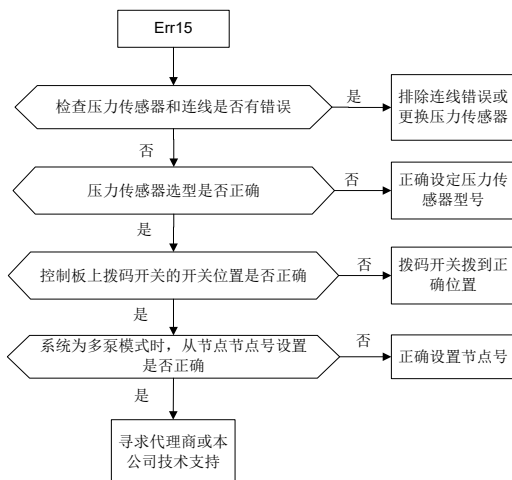 Err15
检查压力传感器和连线是否有错误
是
排除连线错误或
更换压力传感器
否
压力传感器选型是否正确
否
正确设定压力传
感器型号
是
控制板上拨码开关的开关位置是否正确
否
拨码开关拨到正
确位置
是
系统为多泵模式时，从节点节点号设置
是否正确
否
正确设置节点号
是
寻求代理商或本
公司技术支持